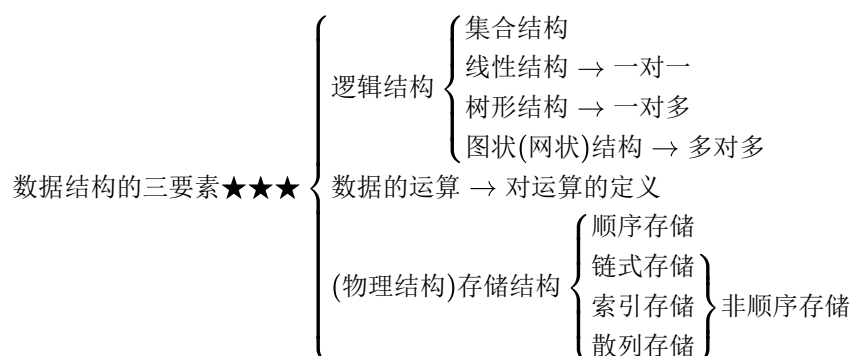 数据结构的三要素★★★
逻辑结构
集合结构
线性结构 → 一对一
树形结构 → 一对多
图状(网状)结构 → 多对多
数据的运算 → 对运算的定义
(物理结构)存储结构
顺序存储
链式存储
索引存储
散列存储
非顺序存储